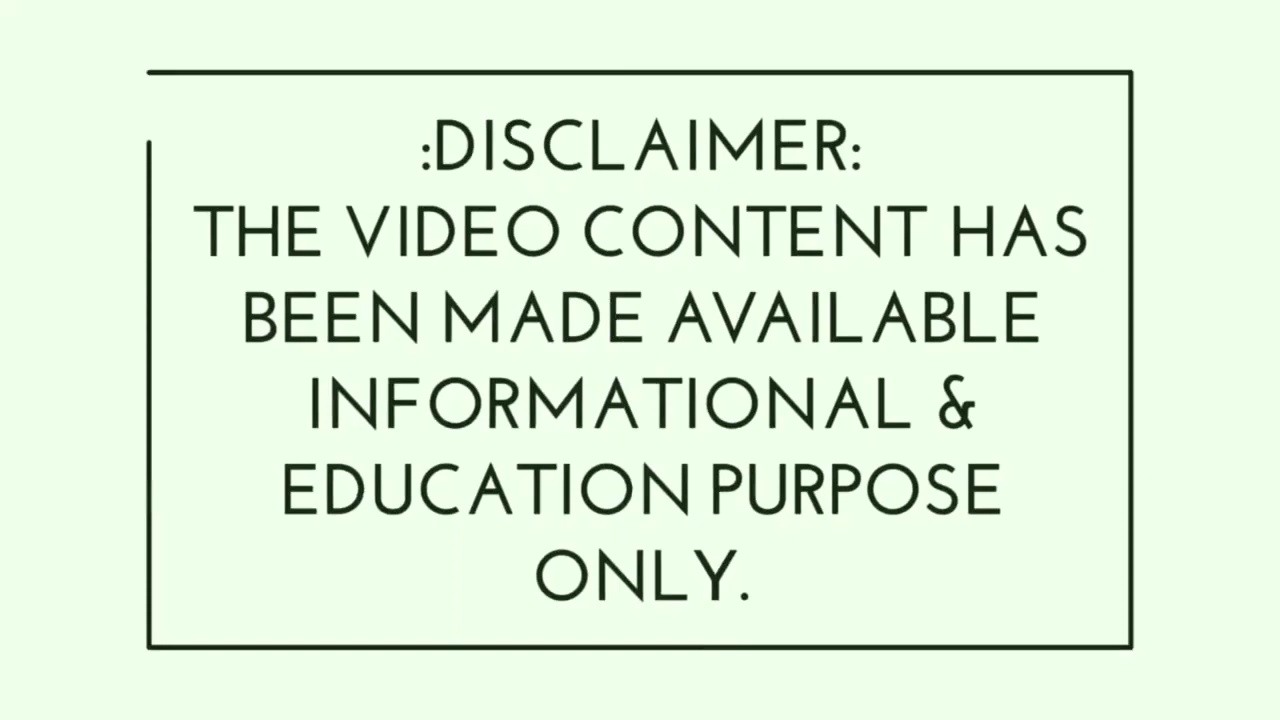 :DISCLAIMER:
THE VIDEO CONTENT HAS
BEEN MADE AVAILABLE
INFORMATIONAL &
EDUCATION PURPOSE
ONLY.